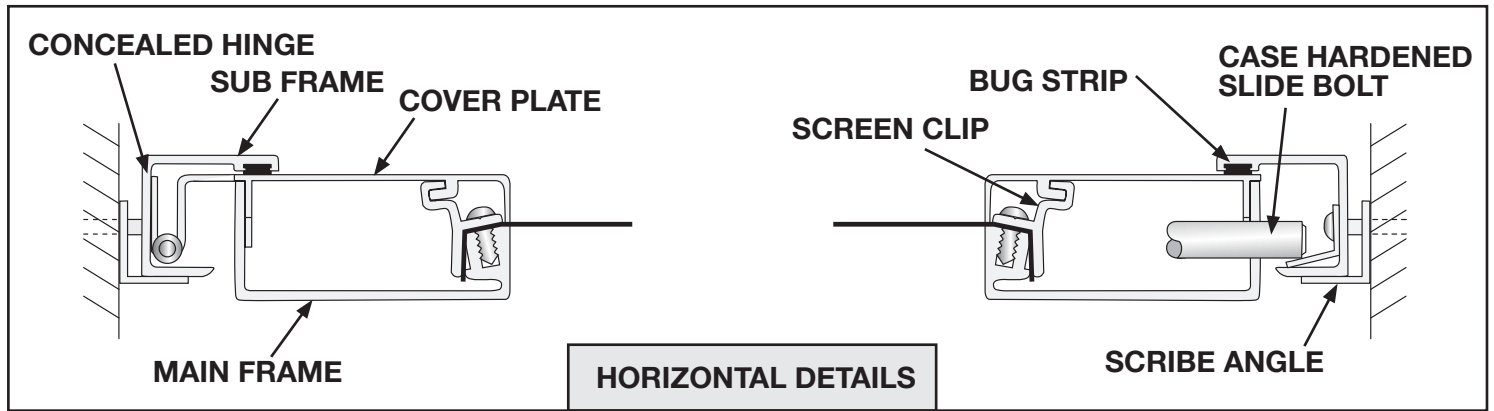 CONCEALED HINGE
SUB FRAME
COVER PLATE
MAIN FRAME
BUG STRIP
SCREEN CLIP
CASE HARDENED
SLIDE BOLT
SCRIBE ANGLE
HORIZONTAL DETAILS